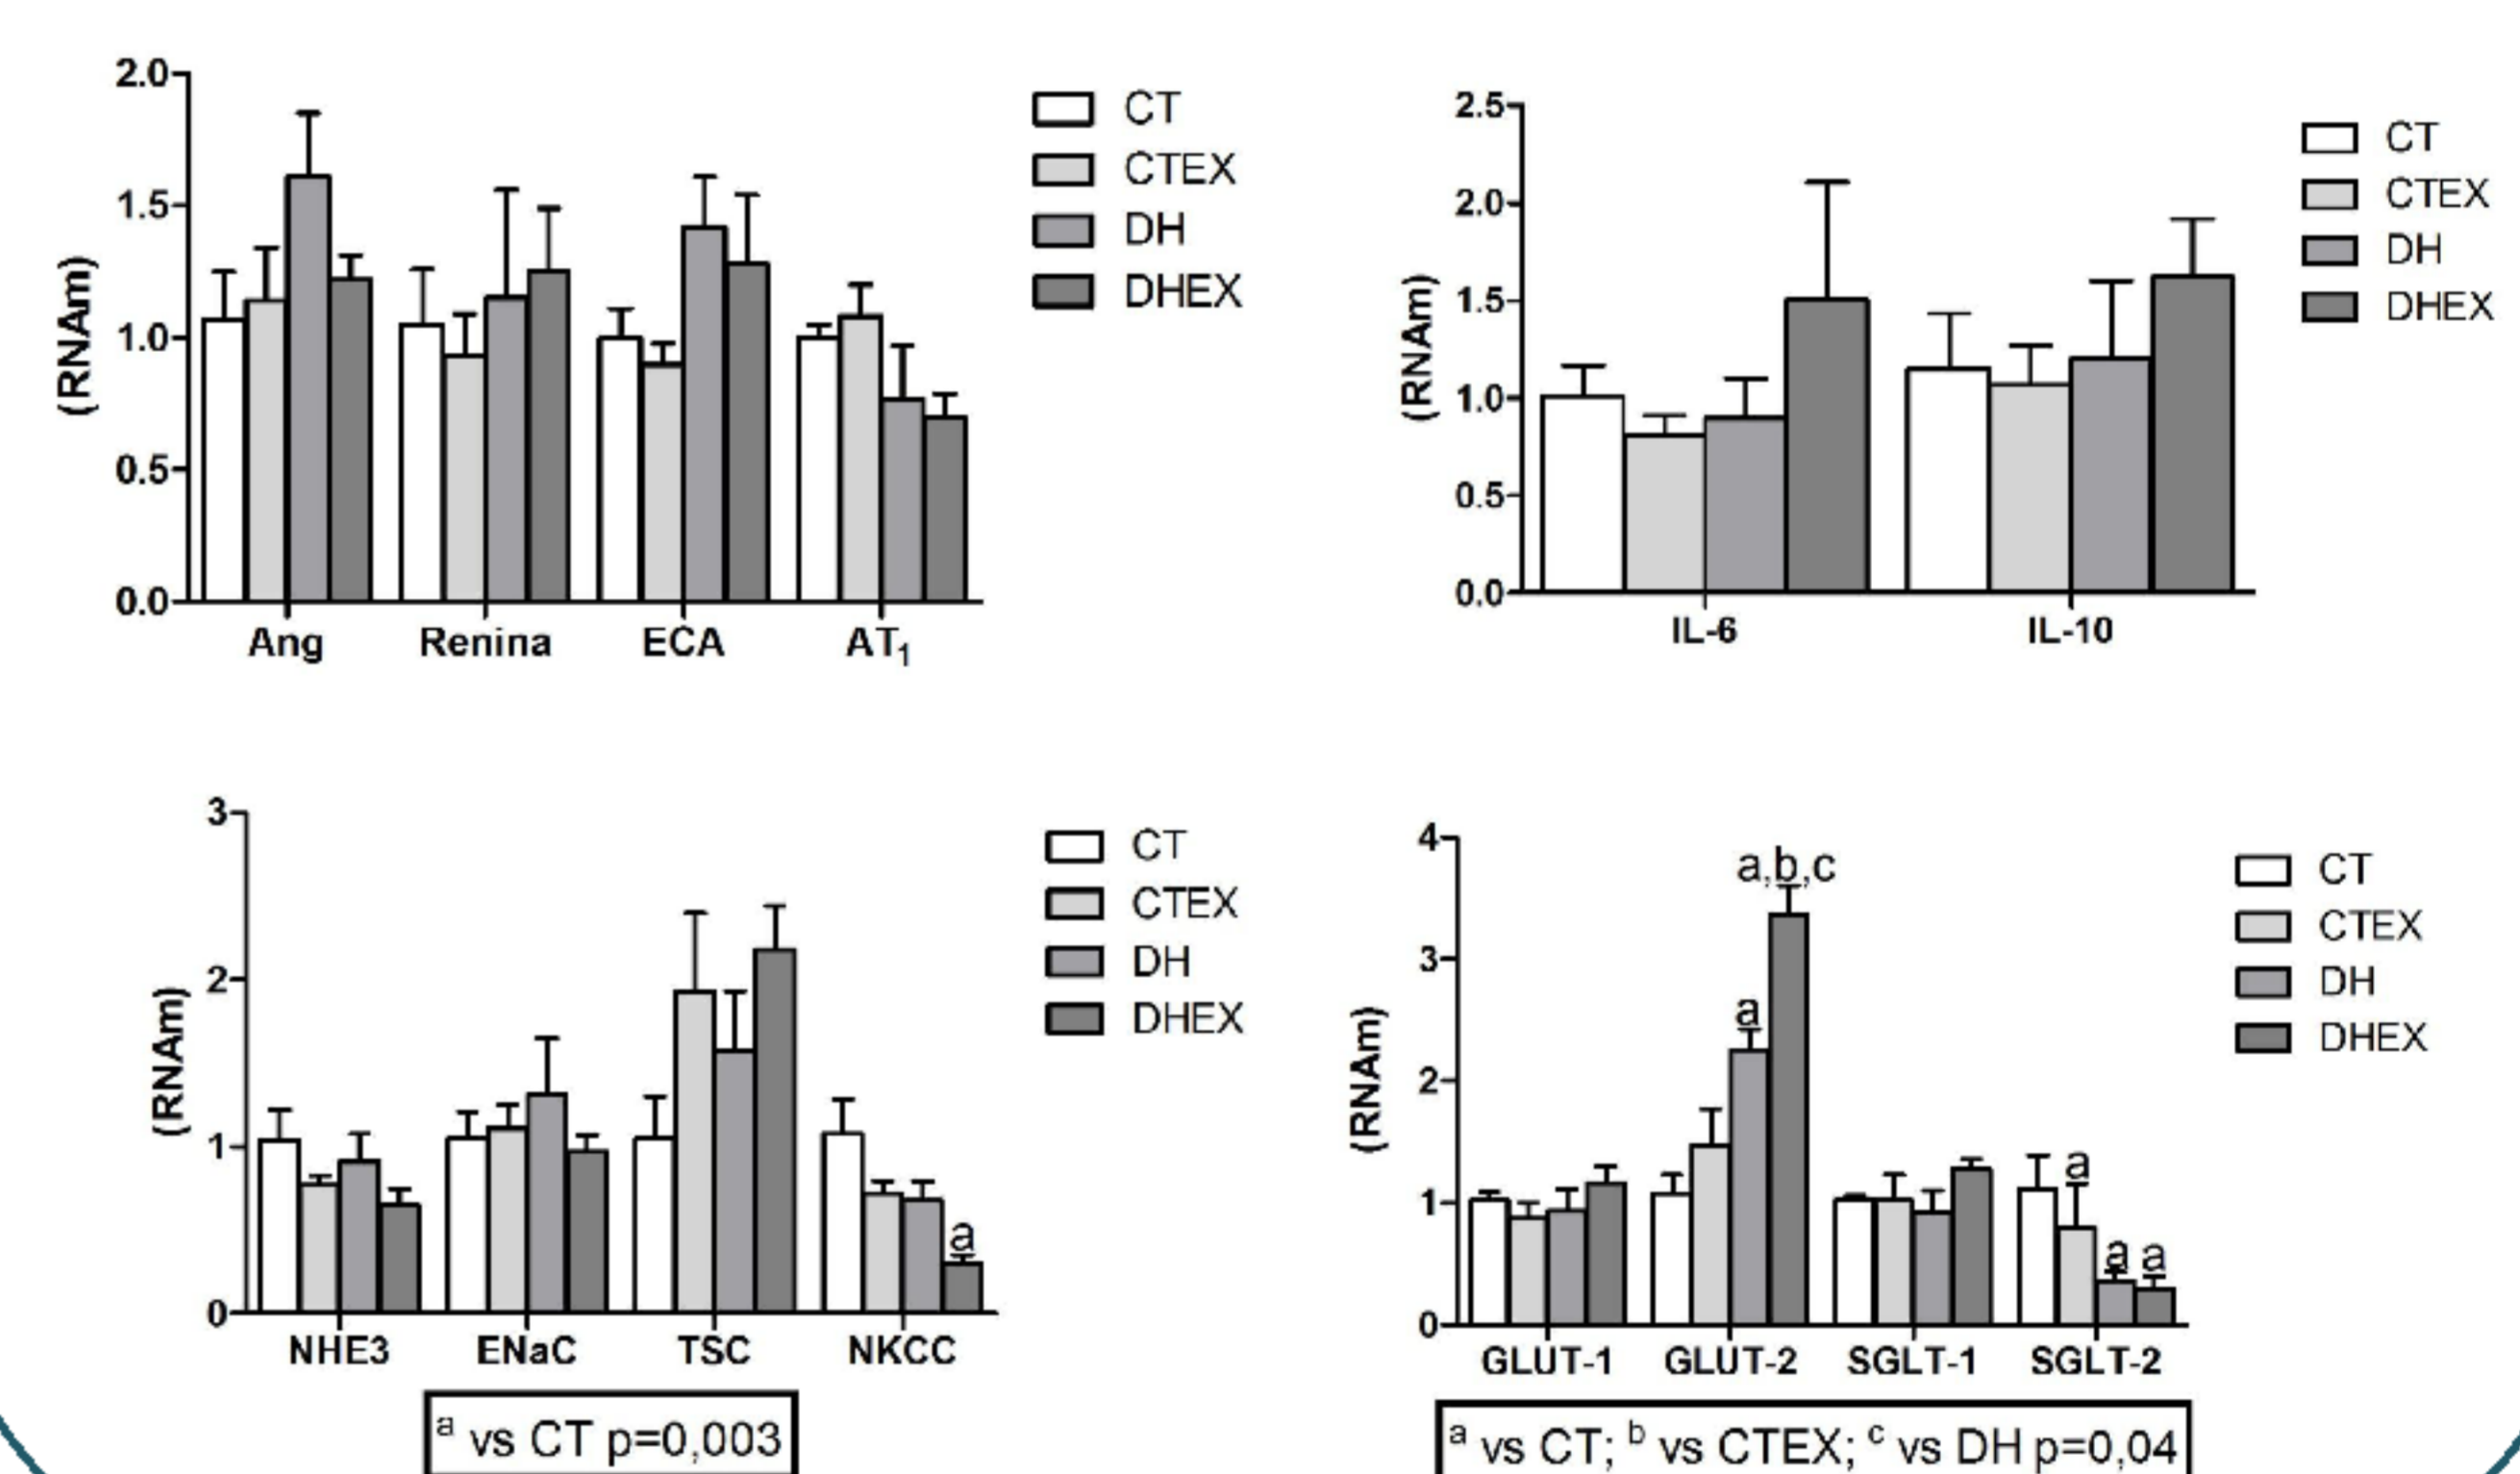 2.0
1.5
1.0
0.5
0.0
(RNAm)
Ang Renina ECA AT1
CT
CTEX
DH
DHEX
2.5
2.0
1.5
1.0
0.5
0.0
(RNAm)
IL-6 IL-10
CT
CTEX
DH
DHEX
3
2
1
0
(RNAm)
a
NHE3 ENaC TSC NKCC
CT
CTEX
DH
DHEX
a vs CT p=0,003
4
3
2
1
0
(RNAm)
a,b,c
a
a
a a
GLUT-1 GLUT-2 SGLT-1 SGLT-2
CT
CTEX
DH
DHEX
a vs CT; b vs CTEX; c vs DH p=0,04